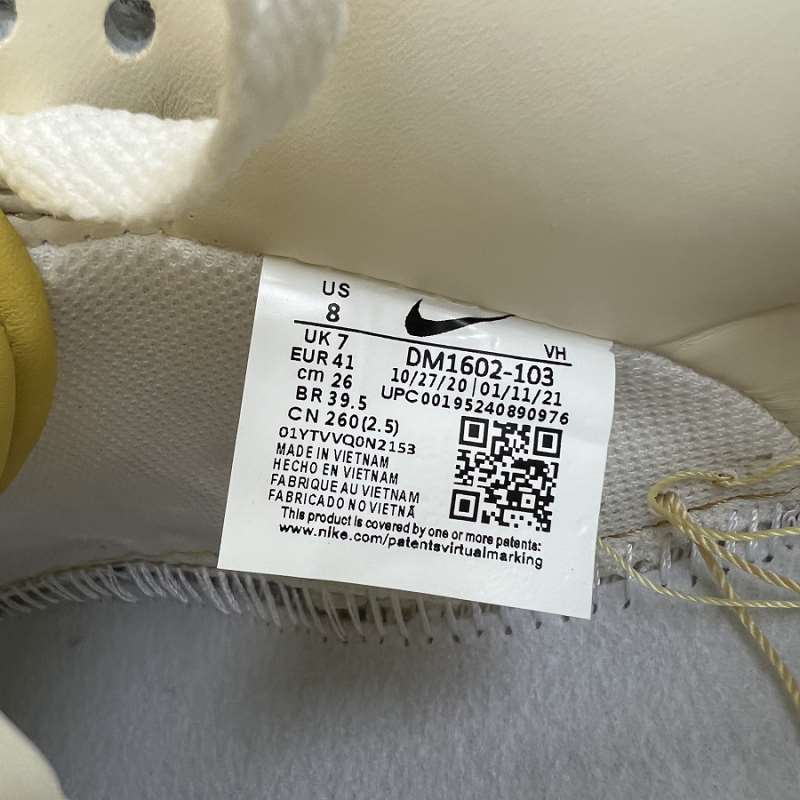 US
8
UK 7
EUR 41
cm 26
BR 39.5
CN 260(2.5)
01YTVVQ0N2153
VH
DM1602-103
10/27/20 | 01/11/21
UPC00195240890976
MADE IN VIETNAM
HECHO EN VIETNAM
FABRIQUE AU VIETNAM
FABRICADO NO VIETNÃ
This product is covered by one or more patents:
www.nike.com/patentsvirtualmarking